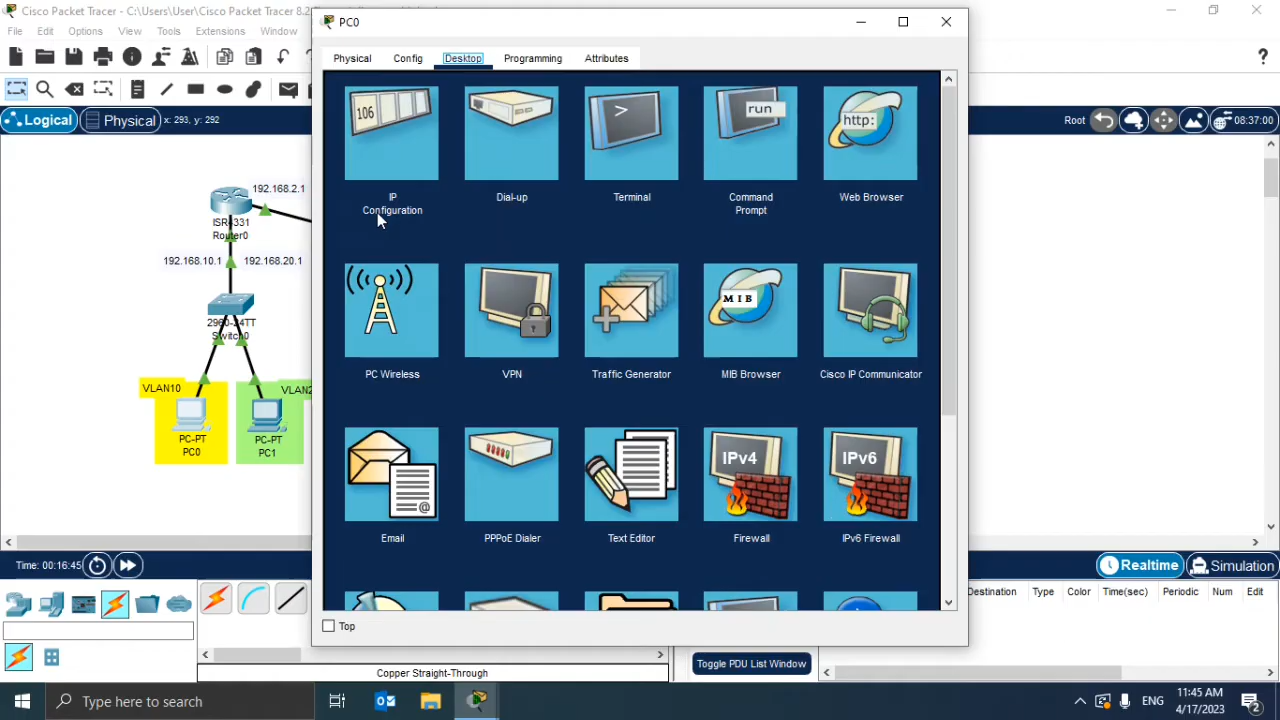 Cisco Packet Tracer - C:\Users\User\Cisco Packet Tracer 8.2
PC0
File Edit Options View Tools Extensions Window
Physical Config Desktop Programming Attributes
Logical Physical x: 293, y: 292
Root 08:37:00
106
>
run
http:
IP
Configuration
Dial-up
Terminal
Command
Prompt
Web Browser
192.168.2.1
Router0
192.168.10.1 192.168.20.1
Switch0
VLAN10
PC-PT
PC0
PC-PT
PC1
MIB
PC Wireless
VPN
Traffic Generator
MIB Browser
Cisco IP Communicator
@
IPv4
IPv6
Email
PPPoE Dialer
Text Editor
Firewall
IPv6 Firewall
Top
Time: 00:16:45
Realtime Simulation
Type Color Time(sec) Periodic Num Edit
Copper Straight-Through
Toggle PDU List Window
Type here to search
ENG
11:45 AM
4/17/2023
2